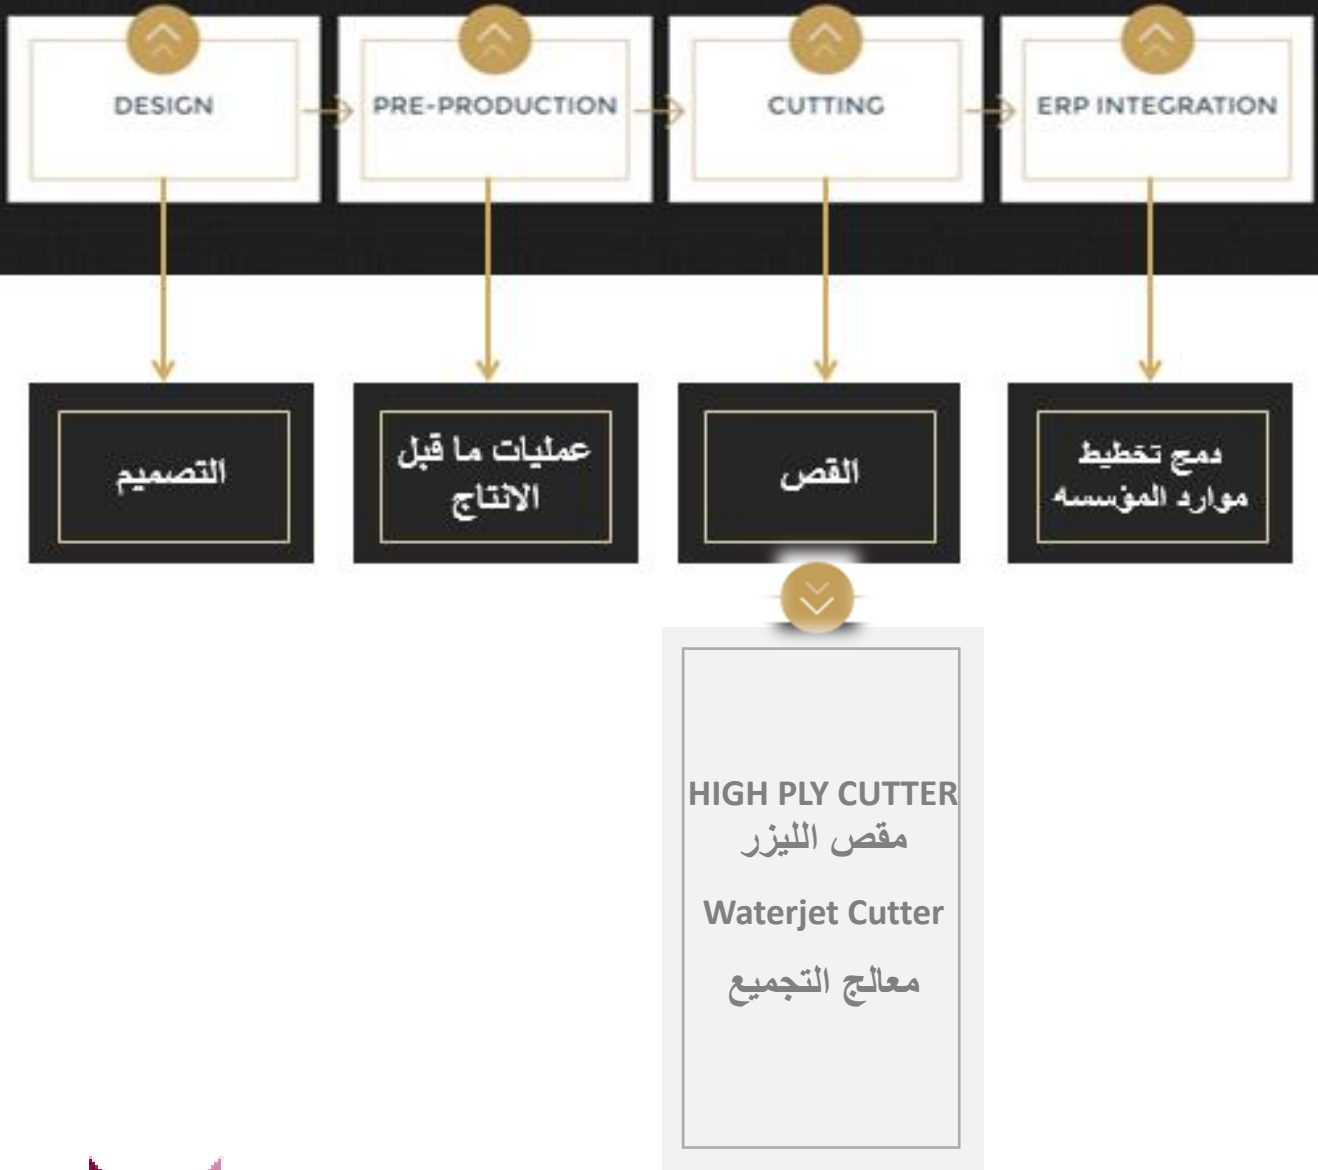 DESIGN
PRE-PRODUCTION
CUTTING
ERP INTEGRATION
التصميم
عمليات ما قبل
الانتاج
القص
دمج تخطيط
موارد المؤسسه
HIGH PLY CUTTER
مقص الليزر
Waterjet Cutter
معالج التجميع